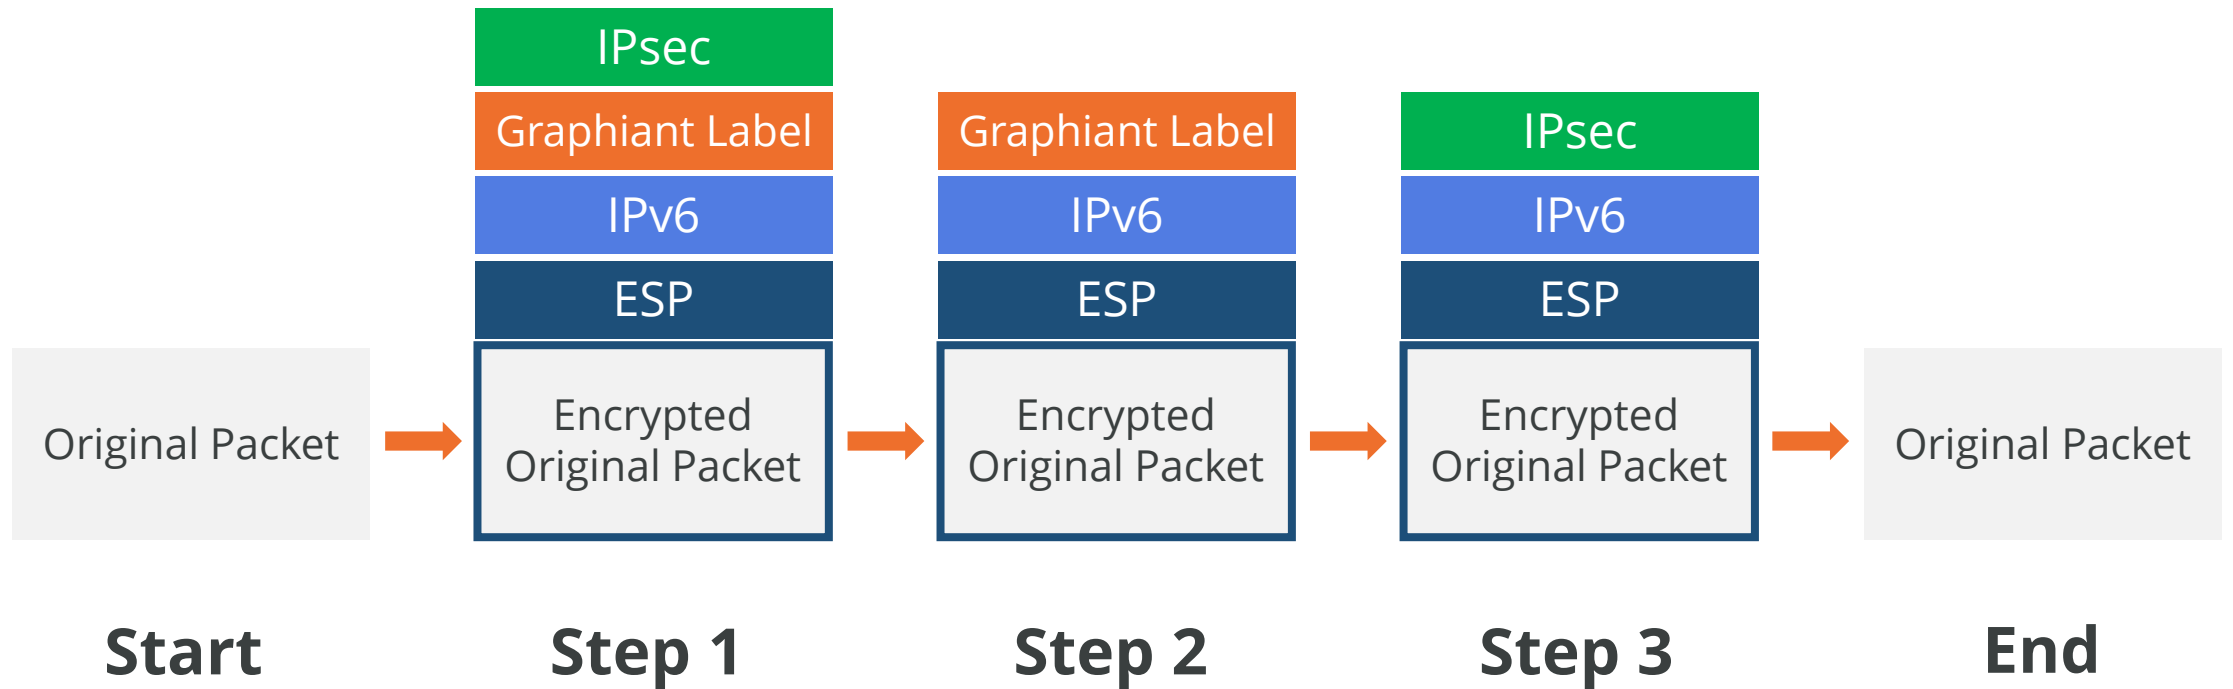 IPsec
Graphiant Label
IPv6
ESP
Graphiant Label
IPv6
ESP
IPsec
IPv6
ESP
Original Packet
Encrypted
Original Packet
Encrypted
Original Packet
Encrypted
Original Packet
Original Packet
Start
Step 1
Step 2
Step 3
End